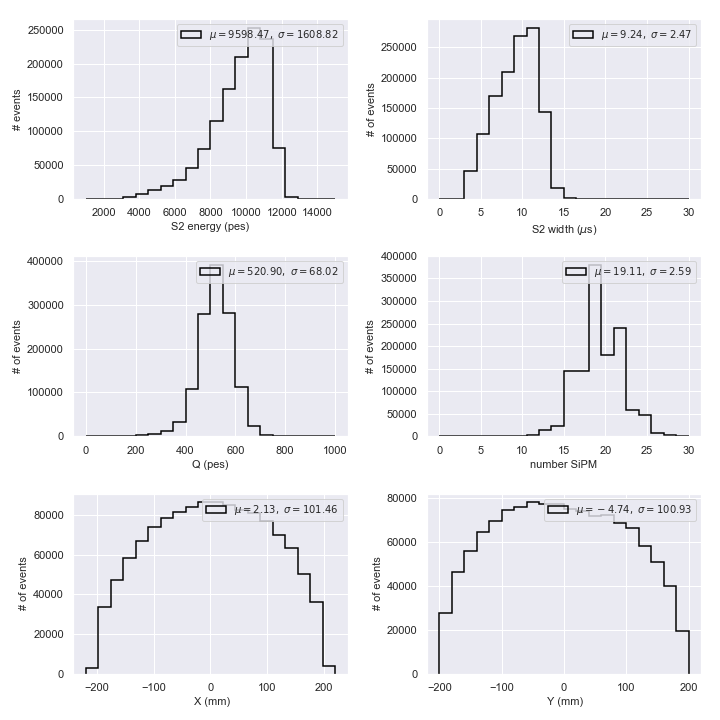 μ = 9598.47, σ = 1608.82
# events
250000
200000
150000
100000
50000
0
2000 4000 6000 8000 10000 12000 14000
S2 energy (pes)
μ = 9.24, σ = 2.47
# of events
250000
200000
150000
100000
50000
0
0 5 10 15 20 25 30
S2 width (μs)
μ = 520.90, σ = 68.02
# of events
400000
300000
200000
100000
0
0 200 400 600 800 1000
Q (pes)
μ = 19.11, σ = 2.59
# of events
400000
350000
300000
250000
200000
150000
100000
50000
0
0 5 10 15 20 25 30
number SiPM
μ = 2.13, σ = 101.46
# of events
80000
60000
40000
20000
0
−200 −100 0 100 200
X (mm)
μ = −4.74, σ = 100.93
# of events
80000
60000
40000
20000
0
−200 −100 0 100 200
Y (mm)